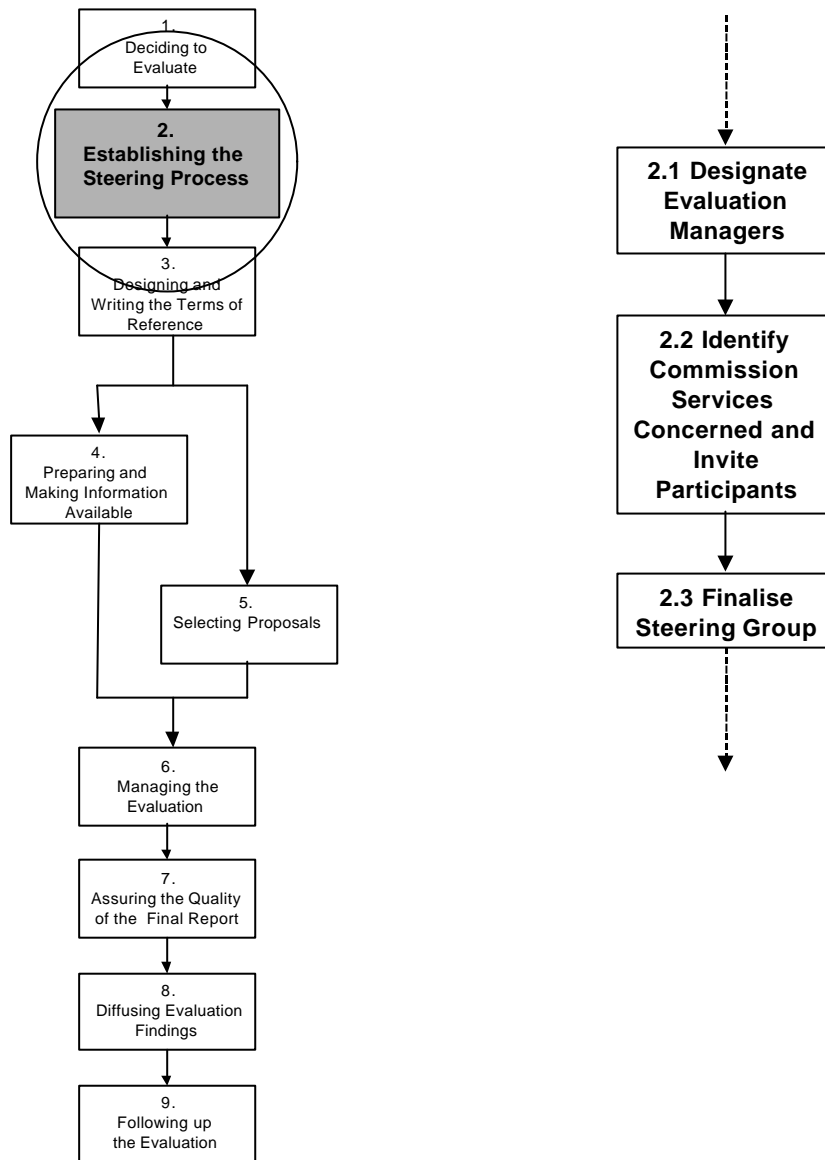 1.
Deciding to
Evaluate
2.
Establishing the
Steering Process
3.
Designing and
Writing the Terms of
Reference
4.
Preparing and
Making Information
Available
5.
Selecting Proposals
6.
Managing the
Evaluation
7.
Assuring the Quality
of the Final Report
8.
Diffusing Evaluation
Findings
9.
Following up
the Evaluation
2.1 Designate
Evaluation
Managers
2.2 Identify
Commission
Services
Concerned and
Invite
Participants
2.3 Finalise
Steering Group